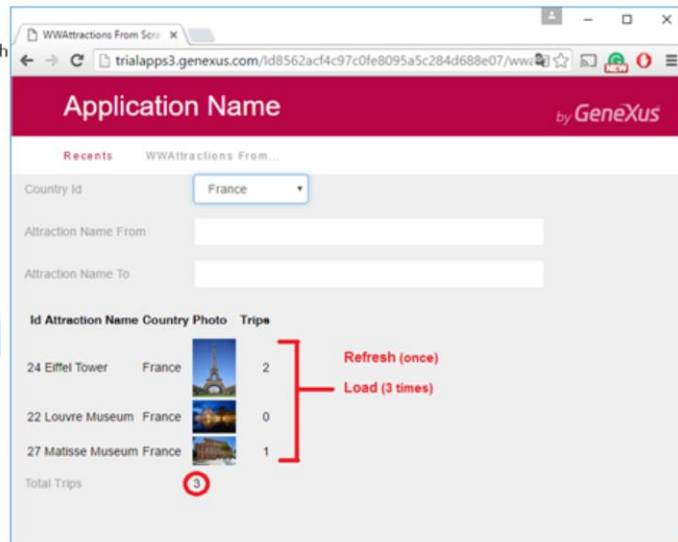 WWAttractions From Scra
trialapps3.genexus.com/Id8562acf4c97c0fe8095a5c284d688e07/wwa
NEW
Application Name
by GeneXus
Recents WWAttractions From...
Country Id France
Attraction Name From
Attraction Name To
Id Attraction Name Country Photo Trips
24 Eiffel Tower France 2
22 Louvre Museum France 0
27 Matisse Museum France 1
Refresh (once)
Load (3 times)
Total Trips 3